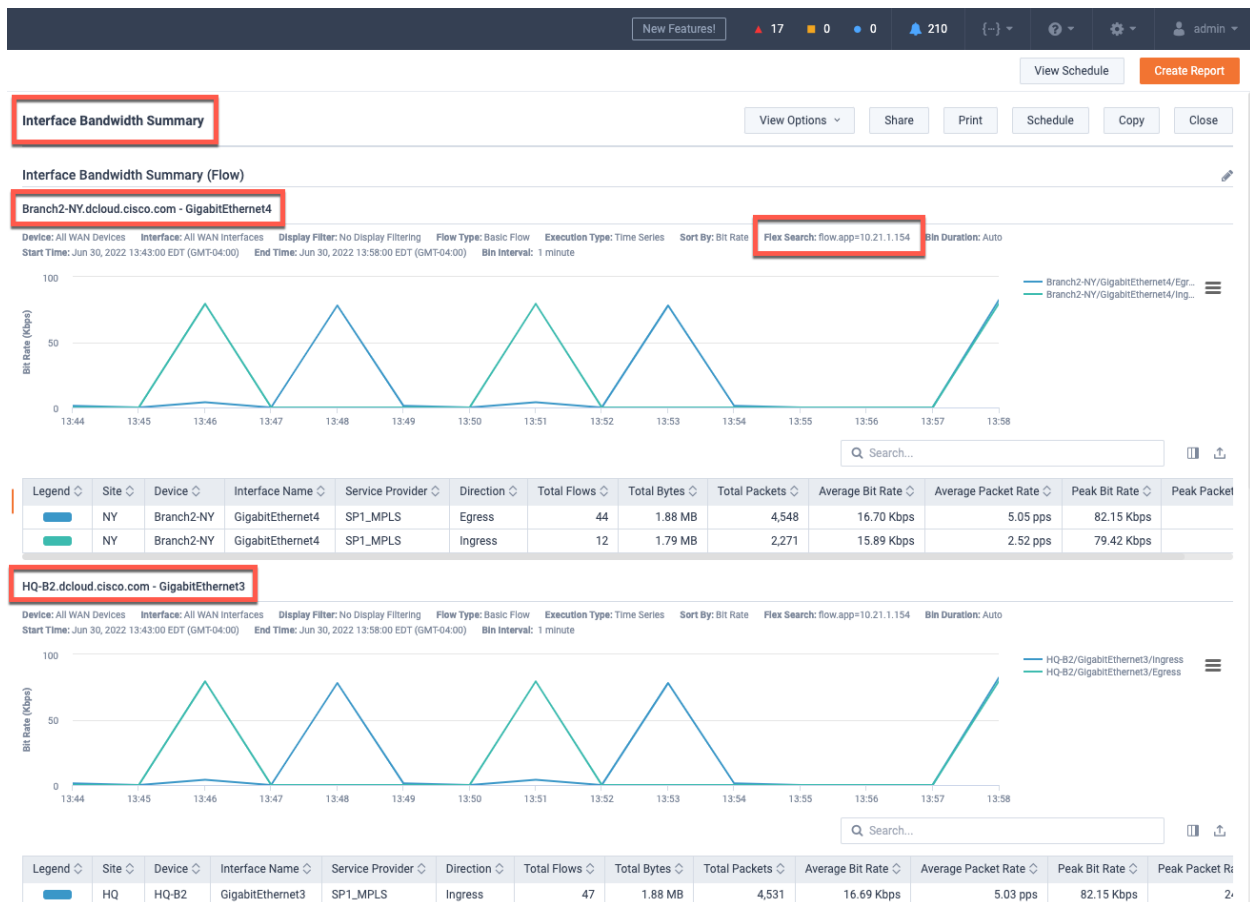 New Features! 17 0 0 210 {--} admin
View Schedule Create Report
Interface Bandwidth Summary View Options Share Print Schedule Copy Close
Interface Bandwidth Summary (Flow)
Branch2-NY.dcloud.cisco.com - GigabitEthernet4
Device: All WAN Devices Interface: All WAN Interfaces Display Filter: No Display Filtering Flow Type: Basic Flow Execution Type: Time Series Sort By: Bit Rate Flex Search: flow.app=10.21.1.154 Bin Duration: Auto
Start Time: Jun 30, 2022 13:43:00 EDT (GMT-04:00) End Time: Jun 30, 2022 13:58:00 EDT (GMT-04:00) Bin Interval: 1 minute
Bit Rate (Kbps)
100
50
0
13:44 13:45 13:46 13:47 13:48 13:49 13:50 13:51 13:52 13:53 13:54 13:55 13:56 13:57 13:58
Branch2-NY/GigabitEthernet4/Egr...
Branch2-NY/GigabitEthernet4/Ing...
Search...
Legend Site Device Interface Name Service Provider Direction Total Flows Total Bytes Total Packets Average Bit Rate Average Packet Rate Peak Bit Rate Peak Packet
NY Branch2-NY GigabitEthernet4 SP1_MPLS Egress 44 1.88 MB 4,548 16.70 Kbps 5.05 pps 82.15 Kbps
NY Branch2-NY GigabitEthernet4 SP1_MPLS Ingress 12 1.79 MB 2,271 15.89 Kbps 2.52 pps 79.42 Kbps
HQ-B2.dcloud.cisco.com - GigabitEthernet3
Device: All WAN Devices Interface: All WAN Interfaces Display Filter: No Display Filtering Flow Type: Basic Flow Execution Type: Time Series Sort By: Bit Rate Flex Search: flow.app=10.21.1.154 Bin Duration: Auto
Start Time: Jun 30, 2022 13:43:00 EDT (GMT-04:00) End Time: Jun 30, 2022 13:58:00 EDT (GMT-04:00) Bin Interval: 1 minute
Bit Rate (Kbps)
100
50
0
13:44 13:45 13:46 13:47 13:48 13:49 13:50 13:51 13:52 13:53 13:54 13:55 13:56 13:57 13:58
HQ-B2/GigabitEthernet3/Ingress
HQ-B2/GigabitEthernet3/Egress
Search...
Legend Site Device Interface Name Service Provider Direction Total Flows Total Bytes Total Packets Average Bit Rate Average Packet Rate Peak Bit Rate Peak Packet Ra
HQ HQ-B2 GigabitEthernet3 SP1_MPLS Ingress 47 1.88 MB 4,531 16.69 Kbps 5.03 pps 82.15 Kbps